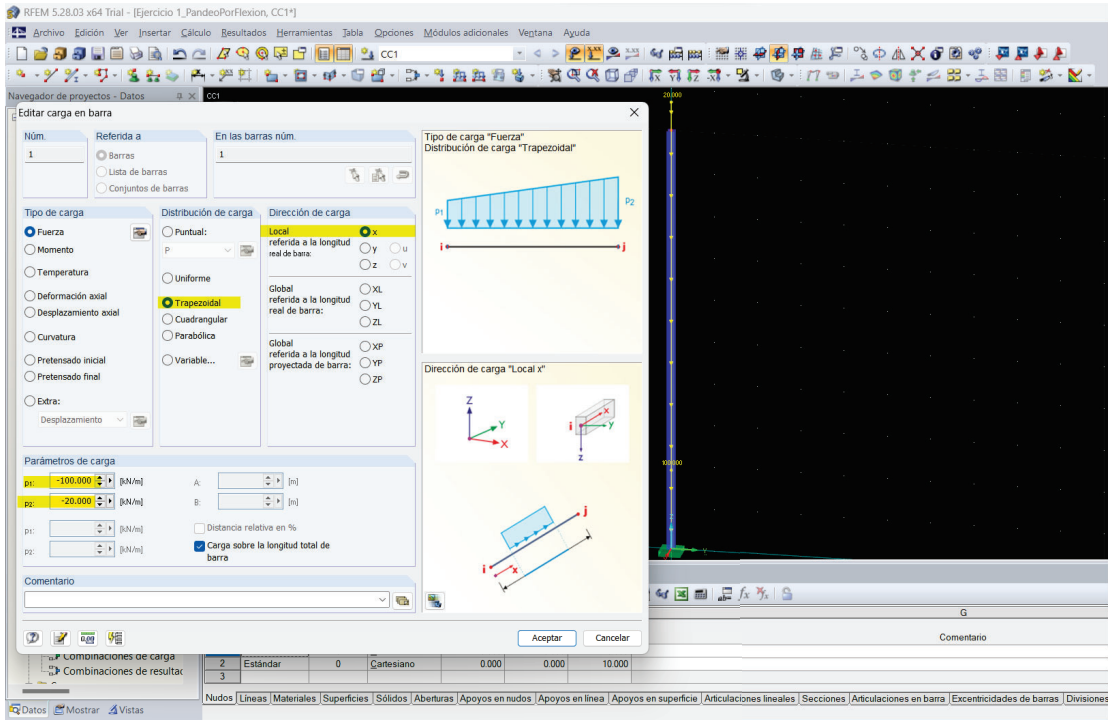 RFEM 5.28.03 x64 Trial - [Ejercicio 1_PandeoPorFlexion, CC1*]
Archivo Edición Ver Insertar Cálculo Resultados Herramientas Tabla Opciones Módulos adicionales Ventana Ayuda
CC1
Navegador de proyectos - Datos
CC1
Editar carga en barra
Núm.
1
Referida a
Barras
Lista de barras
Conjuntos de barras
En las barras núm.
1
Tipo de carga
Fuerza
Momento
Temperatura
Deformación axial
Desplazamiento axial
Curvatura
Pretensado inicial
Pretensado final
Extra:
Desplazamiento
Distribución de carga
Puntual:
P
Uniforme
Trapezoidal
Cuadrangular
Parabólica
Variable...
Dirección de carga
Local
referida a la longitud
real de barra:
x
y u
z v
Global
referida a la longitud
real de barra:
XL
YL
ZL
Global
referida a la longitud
proyectada de barra:
XP
YP
ZP
Parámetros de carga
p1: -100.000 [kN/m]
p2: -20.000 [kN/m]
p1: [kN/m]
p2: [kN/m]
A: [m]
B: [m]
Distancia relativa en %
Carga sobre la longitud total de
barra
Comentario
Tipo de carga "Fuerza"
Distribución de carga "Trapezoidal"
p1
p2
i
j
Dirección de carga "Local x"
Z
Y
X
i
x
y
z
j
i
x
Aceptar
Cancelar
20.000
100.000
Y
G
Comentario
Combinaciones de carga
Combinaciones de resultac
2 Estándar 0 Cartesiano 0.000 0.000 10.000
3
Nudos Líneas Materiales Superficies Sólidos Aberturas Apoyos en nudos Apoyos en línea Apoyos en superficie Articulaciones lineales Secciones Articulaciones en barra Excentricidades de barras Divisiones
Datos Mostrar Vistas